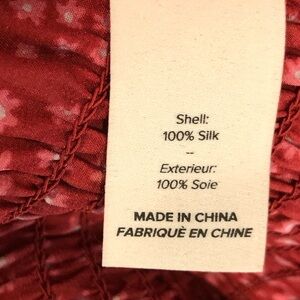 Shell:
100% Silk
--
Exterieur:
100% Soie
MADE IN CHINA
FABRIQUÈ EN CHINE